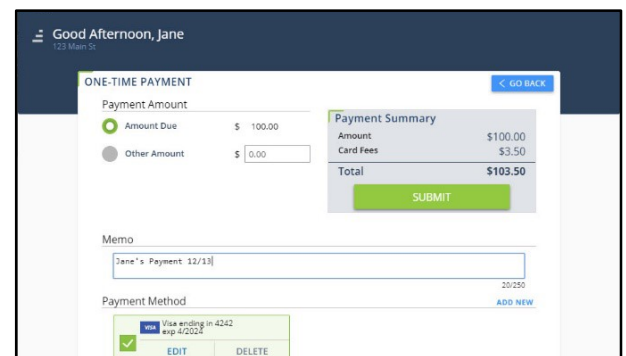 Good Afternoon, Jane
123 Main St
ONE-TIME PAYMENT
< GO BACK
Payment Amount
Amount Due $ 100.00
Other Amount $ 0.00
Payment Summary
Amount $100.00
Card Fees $3.50
Total $103.50
SUBMIT
Memo
Jane's Payment 12/13
20/250
Payment Method
ADD NEW
VISA Visa ending in 4242
exp 4/2024
EDIT DELETE